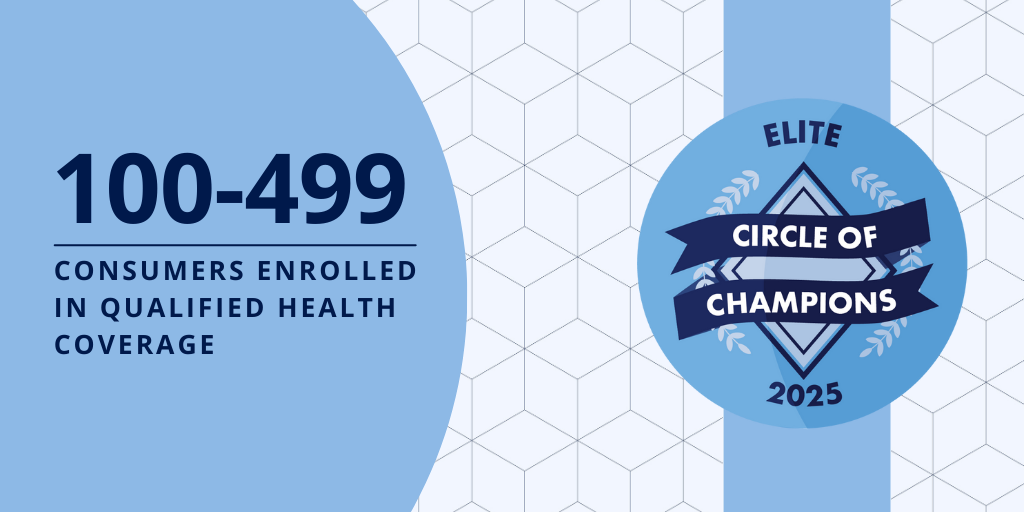 100-499
CONSUMERS ENROLLED
IN QUALIFIED HEALTH
COVERAGE
ELITE
CIRCLE OF
CHAMPIONS
2025